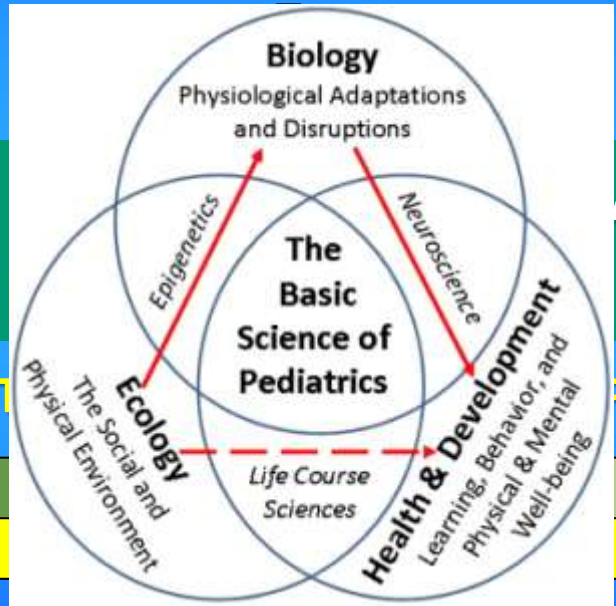 Biology
Physiological Adaptations
and Disruptions
Epigenetics
Neuroscience
The
Basic
Science of
Pediatrics
Ecology
The Social and
Physical Environment
Life Course
Sciences
Health & Development
Learning, Behavior, and
Physical & Mental
Well-being